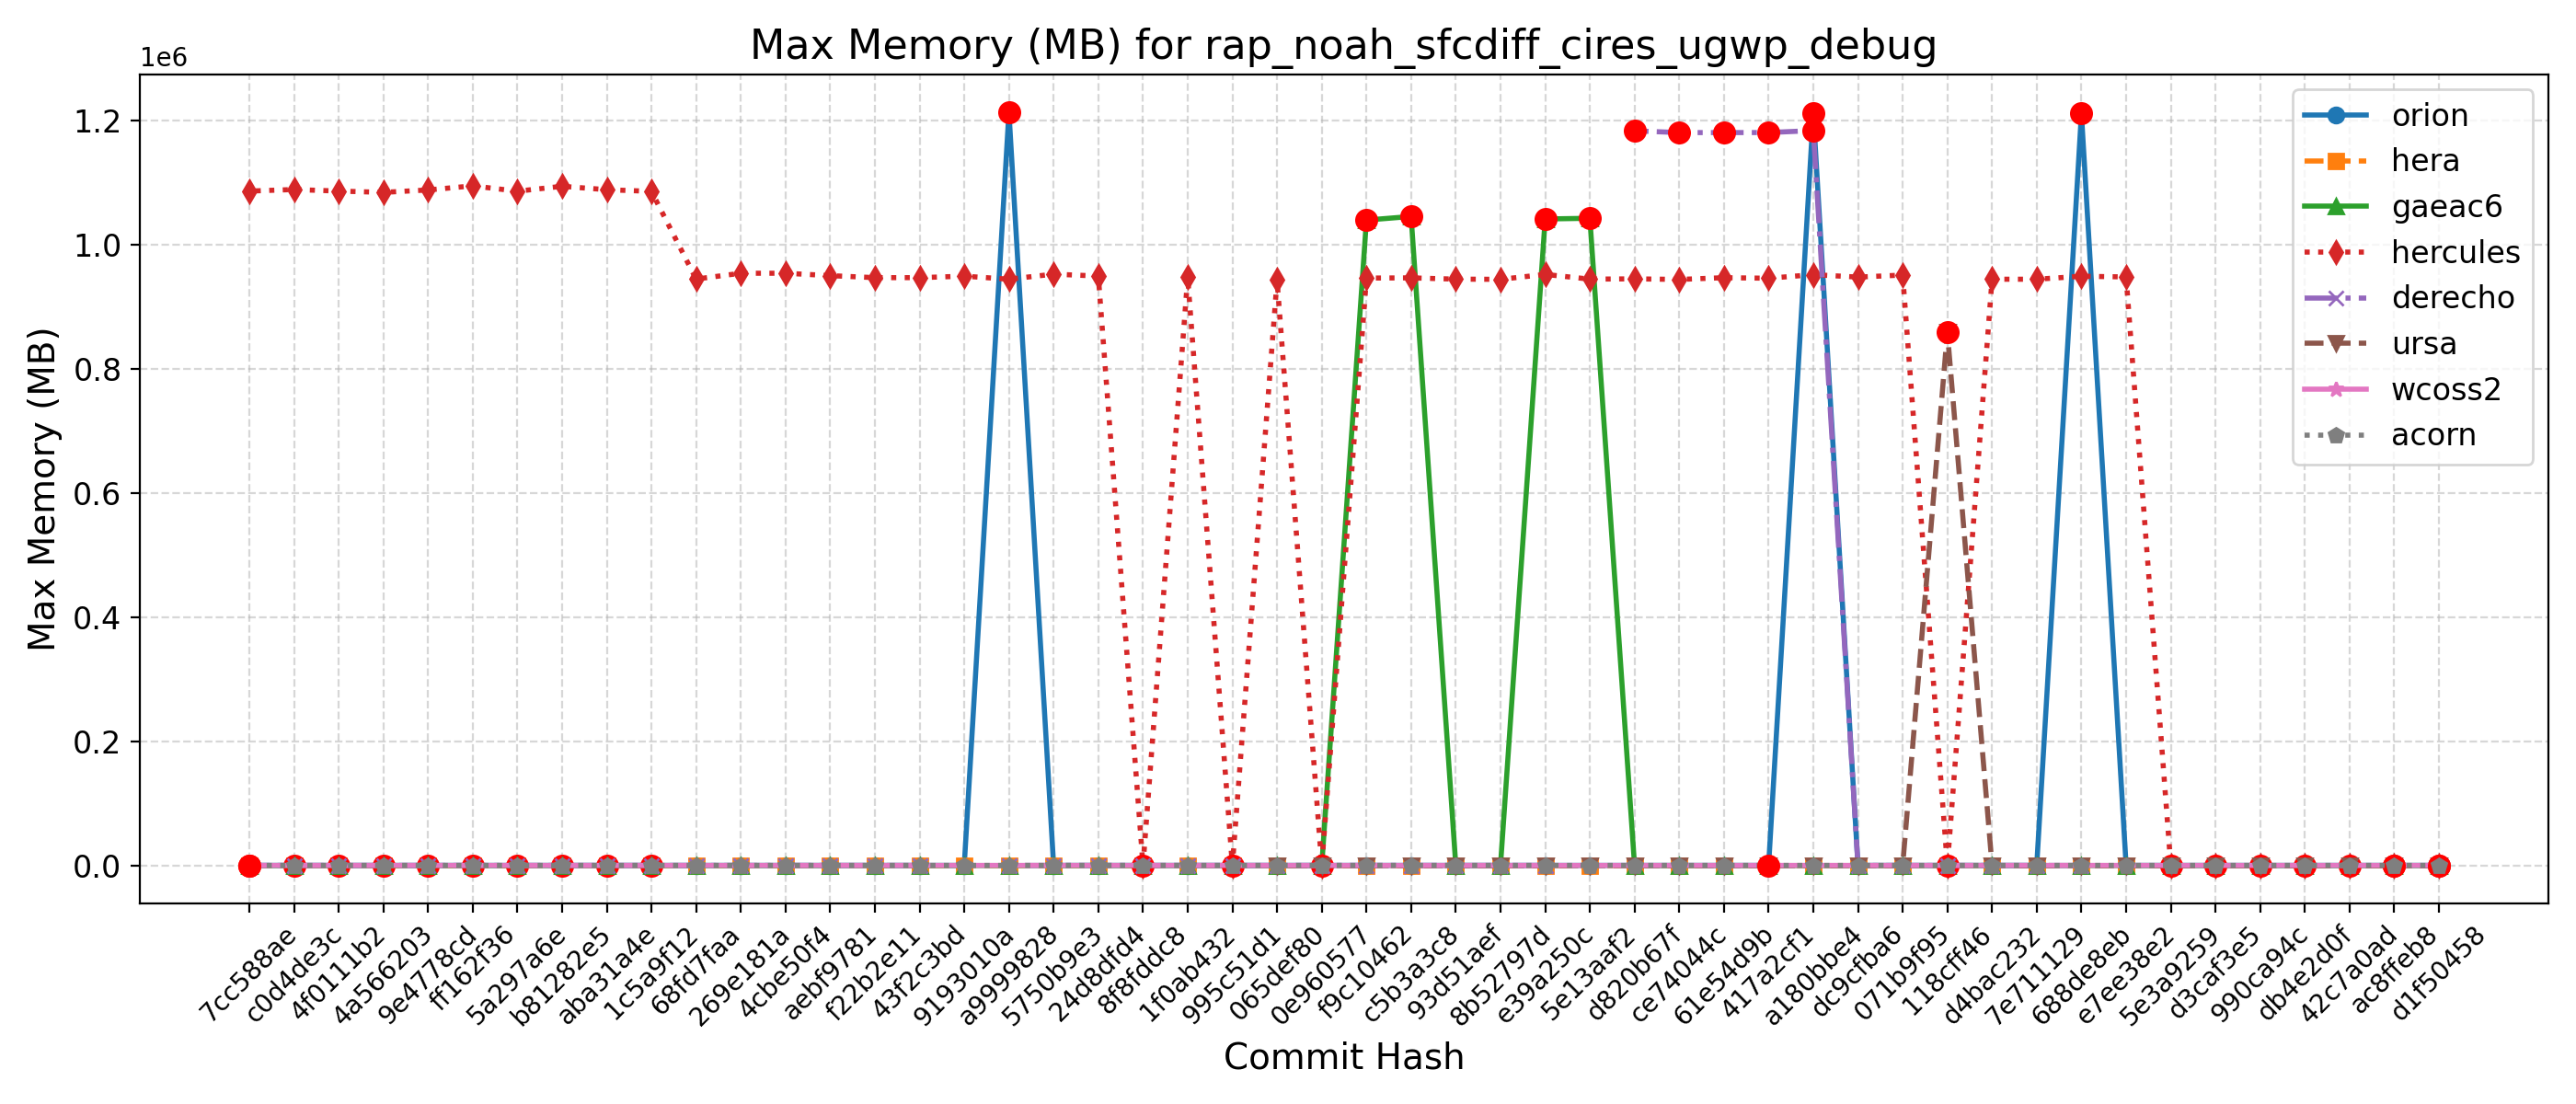 Max Memory (MB) for rap_noah_sfcdiff_cires_ugwp_debug
1e6
1.2
1.0
0.8
0.6
0.4
0.2
0.0
Max Memory (MB)
orion
hera
gaeac6
hercules
derecho
ursa
wcoss2
acorn
7cc588ae
c0d4de3c
4f0111b2
4a566203
9e4778cd
ff162f36
5a297a6e
b81282e5
aba31a4e
1c5a9f12
68fd7faa
269e181a
4cbe50f4
aebf9781
f22b2e11
43f2c3bd
9193010a
a9999828
5750b9e3
24d8dfd4
8f8fddc8
1f0ab432
995c51d1
065def80
0e960577
f9c10462
c5b3a3c8
93d51aef
8b52797d
e39a250c
5e13aaf2
d820b67f
ce74044c
61e54d9b
417a2cf1
a180bbe4
dc9cfba6
071b9f95
118cff46
d4bac232
7e711129
688de8eb
e7ee38e2
5e3a9259
d3caf3e5
990ca94c
db4e2d0f
42c7a0ad
ac8ffeb8
d1f50458
Commit Hash